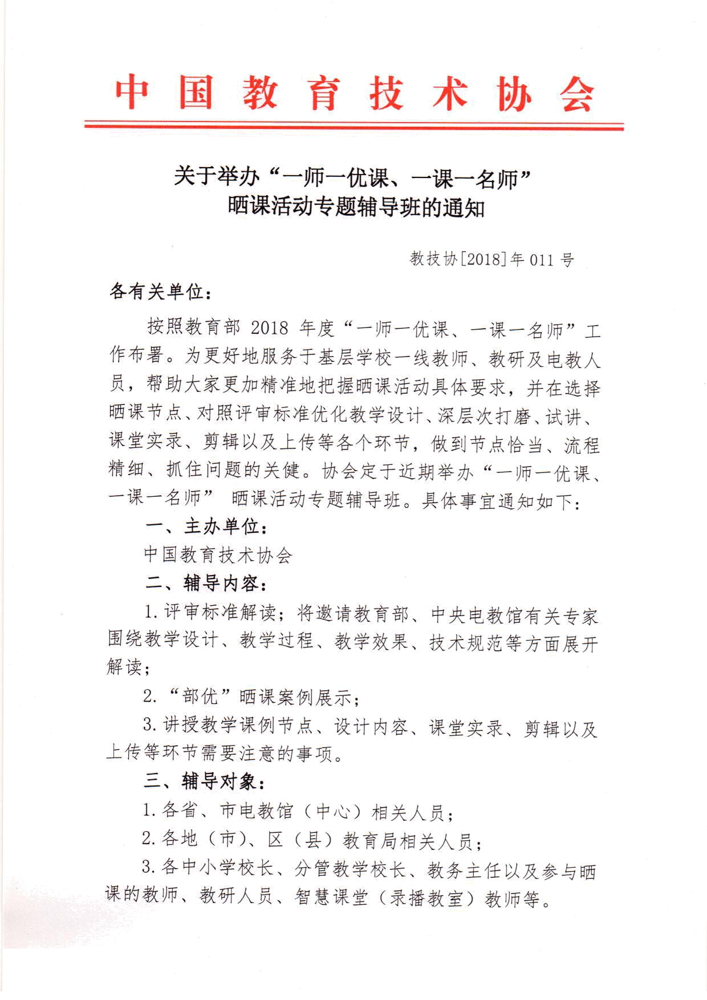 中国教育技术协会
关于举办“一师一优课、一课一名师”
晒课活动专题辅导班的通知
教技协[2018]年 011 号
各有关单位：
按照教育部 2018 年度“一师一优课、一课一名师”工
作布署。为更好地服务于基层学校一线教师、教研及电教人
员，帮助大家更加精准地把握晒课活动具体要求，并在选择
晒课节点、对照评审标准优化教学设计、深层次打磨、试讲、
课堂实录、剪辑以及上传等各个环节，做到节点恰当、流程
精细、抓住问题的关健。协会定于近期举办“一师一优课、
一课一名师” 晒课活动专题辅导班。具体事宜通知如下：
一、主办单位：
中国教育技术协会
二、辅导内容：
1.评审标准解读；将邀请教育部、中央电教馆有关专家
围绕教学设计、教学过程、教学效果、技术规范等方面展开
解读；
2.“部优”晒课案例展示；
3.讲授教学课例节点、设计内容、课堂实录、剪辑以及
上传等环节需要注意的事项。
三、辅导对象：
1.各省、市电教馆（中心）相关人员；
2.各地（市）、区（县）教育局相关人员；
3.各中小学校长、分管教学校长、教务主任以及参与晒
课的教师、教研人员、智慧课堂（录播教室）教师等。